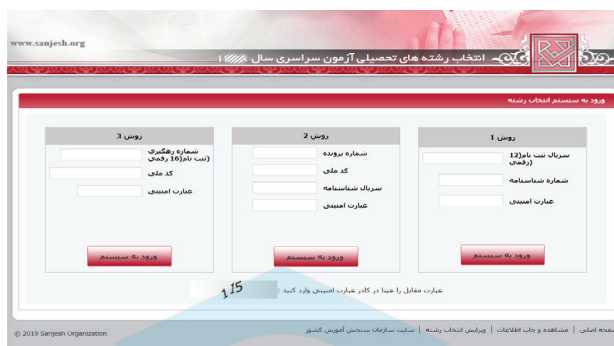 www.sanjesh.org
انتخاب رشته های تحصیلی آزمون سراسری سال
ورود به سیستم انتخاب رشته
روش 1
سریال ثبت نام(12 رقمی)
شماره شناسنامه
عبارت امنیتی
ورود به سیستم
روش 2
شماره پرونده
کد ملی
سریال شناسنامه
عبارت امنیتی
ورود به سیستم
روش 3
شماره رهگیری
(ثبت نام(16 رقمی
کد ملی
عبارت امنیتی
ورود به سیستم
عبارت مقابل را عینا در کادر عبارت امنیتی وارد کنید :
115
صفحه اصلی | مشاهده و چاپ اطلاعات | ویرایش انتخاب رشته | سایت سازمان سنجش آموزش کشور
© 2019 Sanjesh Organization